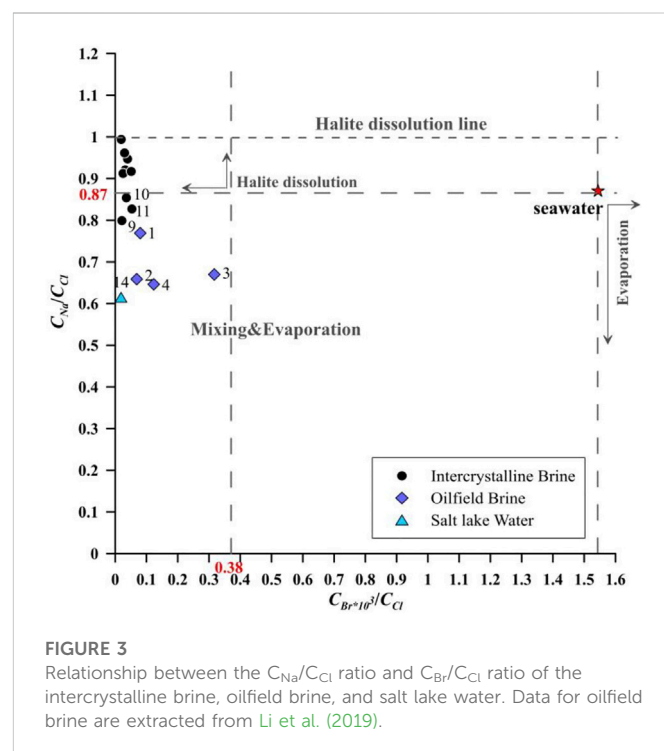 1.2
1.1
1
0.9
0.87
0.8
0.7
0.6
0.5
0.4
0.3
0.2
0.1
0
C_Na/C_Cl
Halite dissolution line
Halite dissolution
10
11
9
1
14
2
4
3
seawater
Evaporation
Mixing&Evaporation
Intercrystalline Brine
Oilfield Brine
Salt lake Water
0 0.1 0.2 0.3 0.4 0.5 0.6 0.7 0.8 0.9 1 1.1 1.2 1.3 1.4 1.5 1.6
0.38
C_Br*10³/C_Cl
FIGURE 3
Relationship between the C_Na/C_Cl ratio and C_Br/C_Cl ratio of the
intercrystalline brine, oilfield brine, and salt lake water. Data for oilfield
brine are extracted from Li et al. (2019).